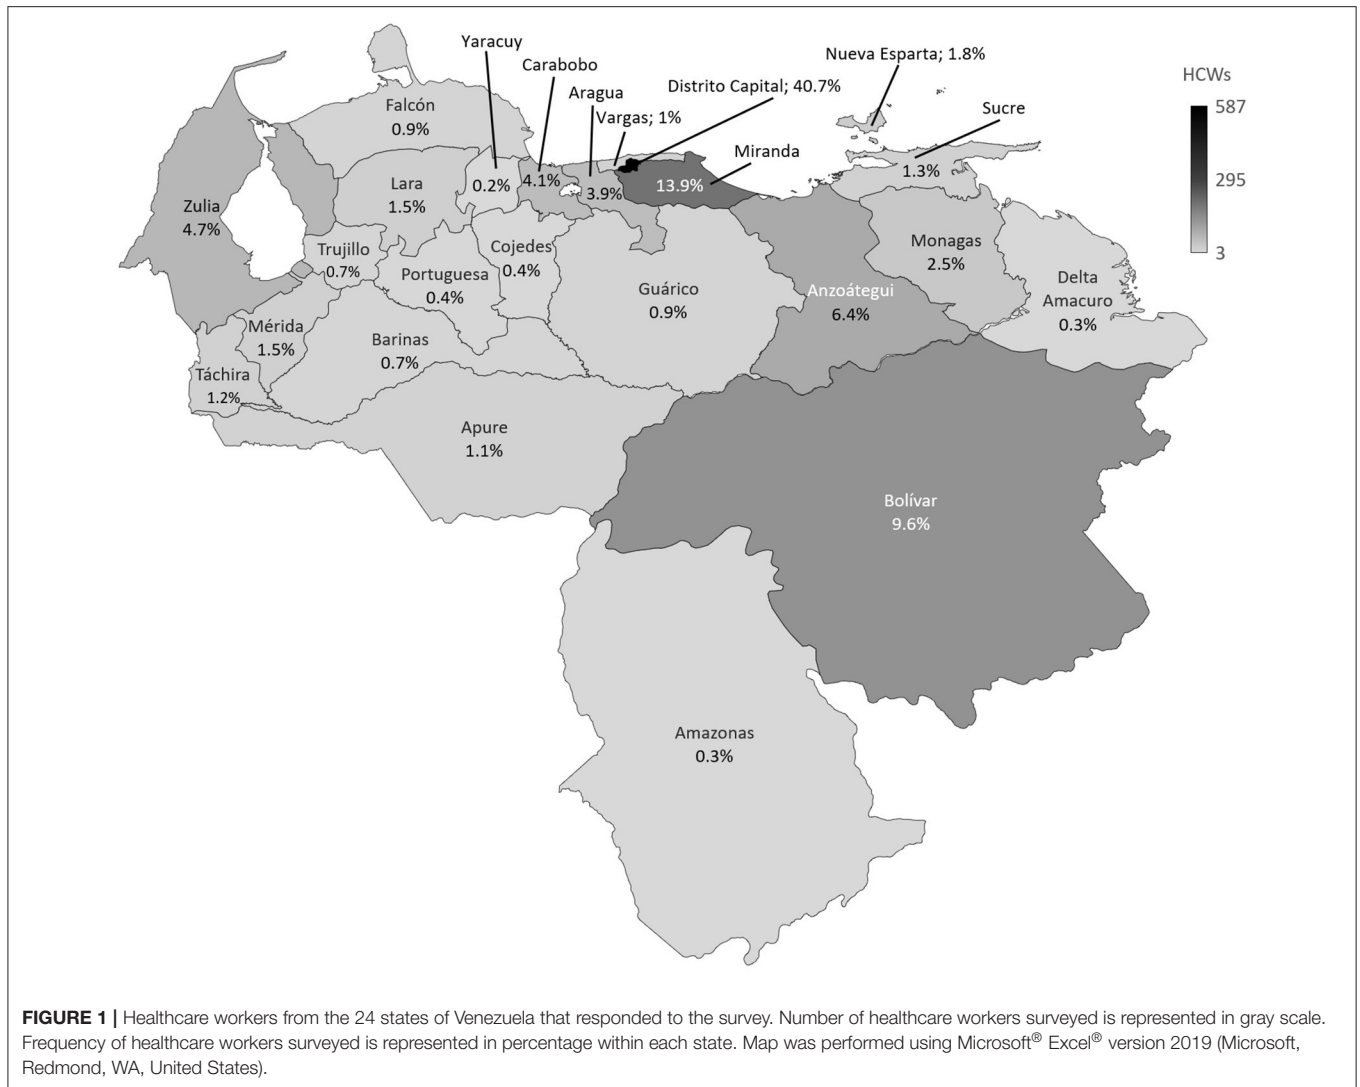 Yaracuy
Carabobo
Aragua
Vargas; 1%
Distrito Capital; 40.7%
Nueva Esparta; 1.8%
Sucre
1.3%
Miranda
13.9%
HCWs
587
295
3
Falcón
0.9%
Lara
1.5%
0.2%
4.1%
3.9%
Zulia
4.7%
Trujillo
0.7%
Portuguesa
0.4%
Cojedes
0.4%
Guárico
0.9%
Anzoátegui
6.4%
Monagas
2.5%
Delta
Amacuro
0.3%
Mérida
1.5%
Barinas
0.7%
Táchira
1.2%
Apure
1.1%
Bolívar
9.6%
Amazonas
0.3%
FIGURE 1 | Healthcare workers from the 24 states of Venezuela that responded to the survey. Number of healthcare workers surveyed is represented in gray scale.
Frequency of healthcare workers surveyed is represented in percentage within each state. Map was performed using Microsoft® Excel® version 2019 (Microsoft,
Redmond, WA, United States).